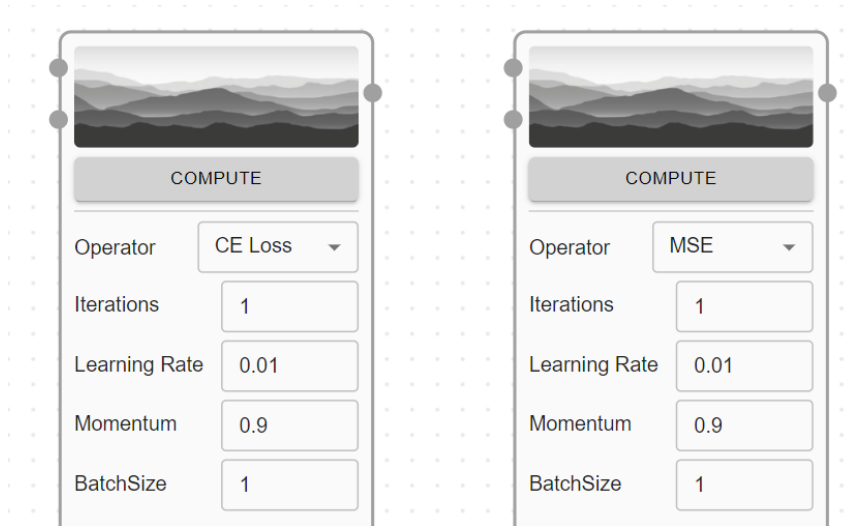 COMPUTE
Operator CE Loss
Iterations 1
Learning Rate 0.01
Momentum 0.9
BatchSize 1
COMPUTE
Operator MSE
Iterations 1
Learning Rate 0.01
Momentum 0.9
BatchSize 1